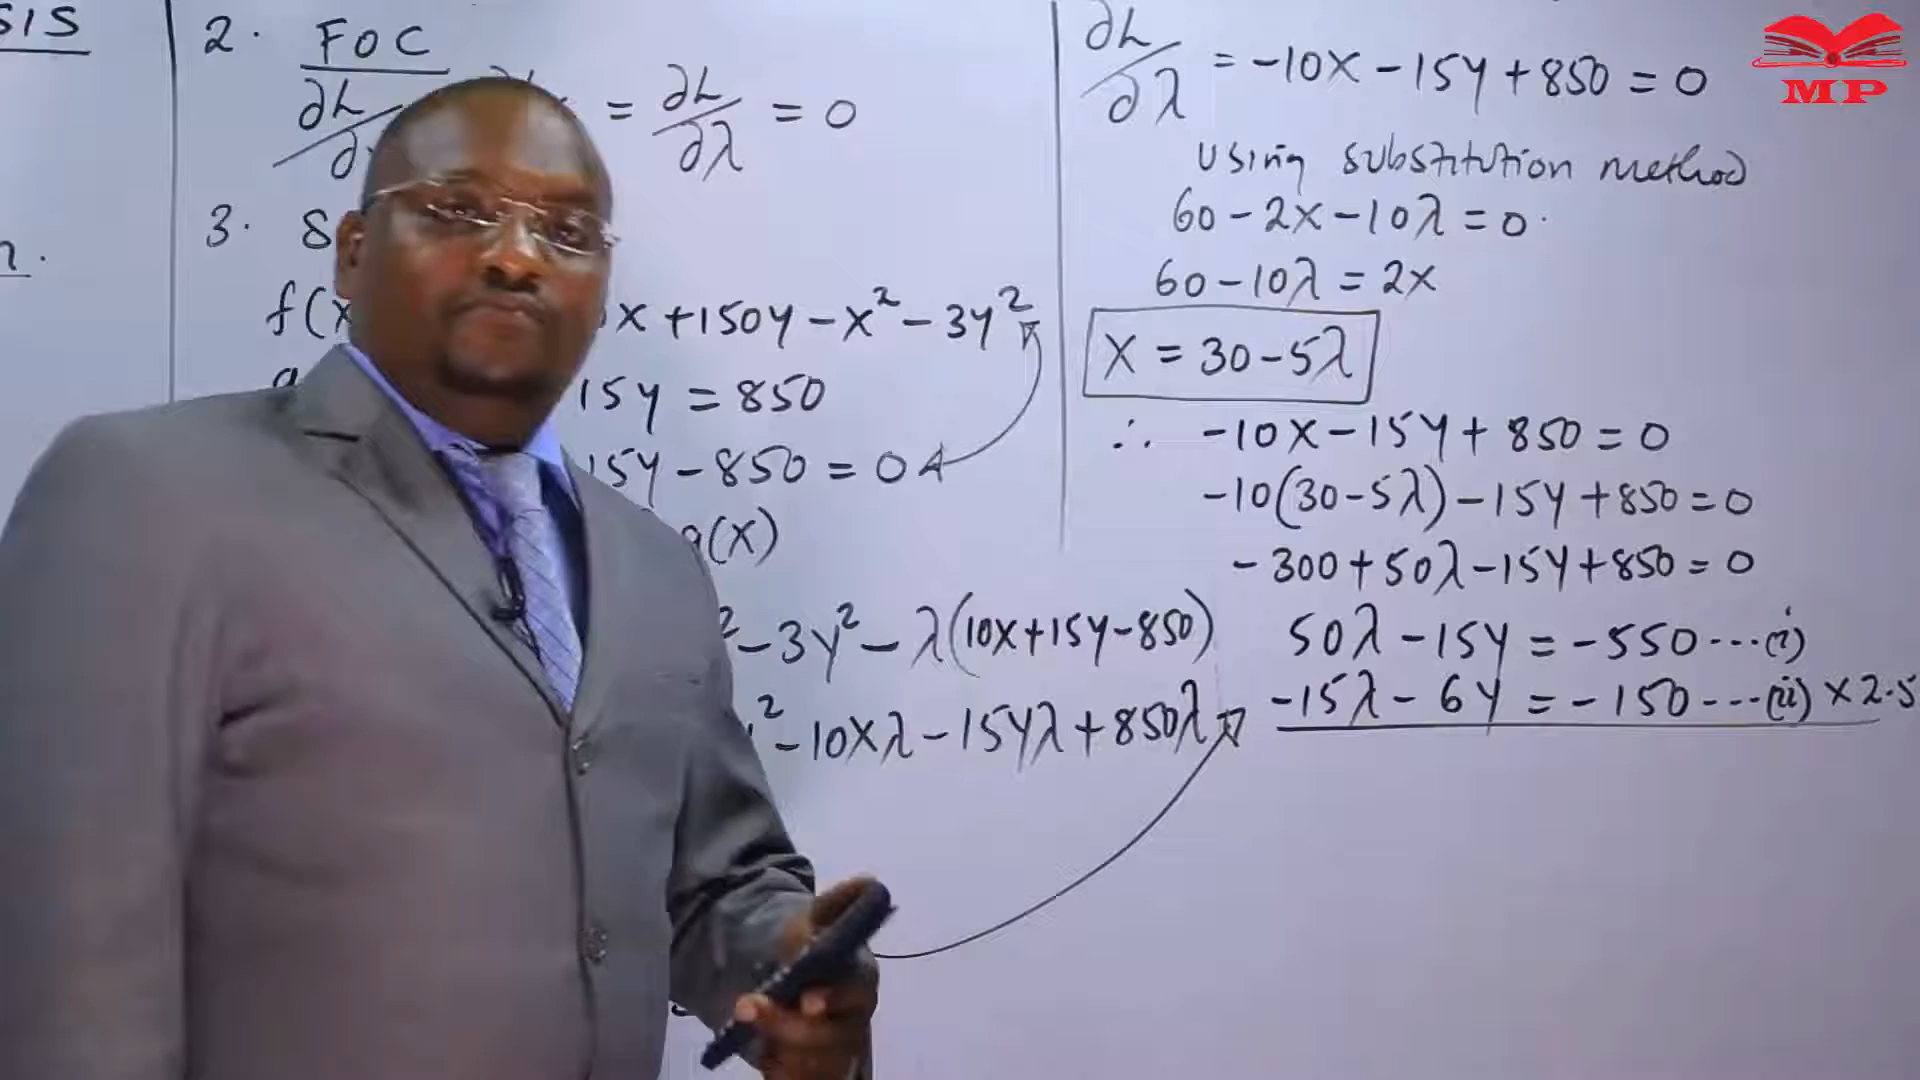 SIS
2. FOC
∂L/∂ = ∂L/∂λ = 0
3. S
f(x x + 150y - x² - 3y²
15y = 850
15y - 850 = 0
g(x)
² - 3y² - λ(10x + 15y - 850)
² - 10xλ - 15yλ + 850λ
∂L/∂λ = -10x - 15y + 850 = 0
Using substitution method
60 - 2x - 10λ = 0
60 - 10λ = 2x
x = 30 - 5λ
∴ -10x - 15y + 850 = 0
-10(30 - 5λ) - 15y + 850 = 0
-300 + 50λ - 15y + 850 = 0
50λ - 15y = -550 ---(i)
-15λ - 6y = -150 ---(ii) × 2.5
MP